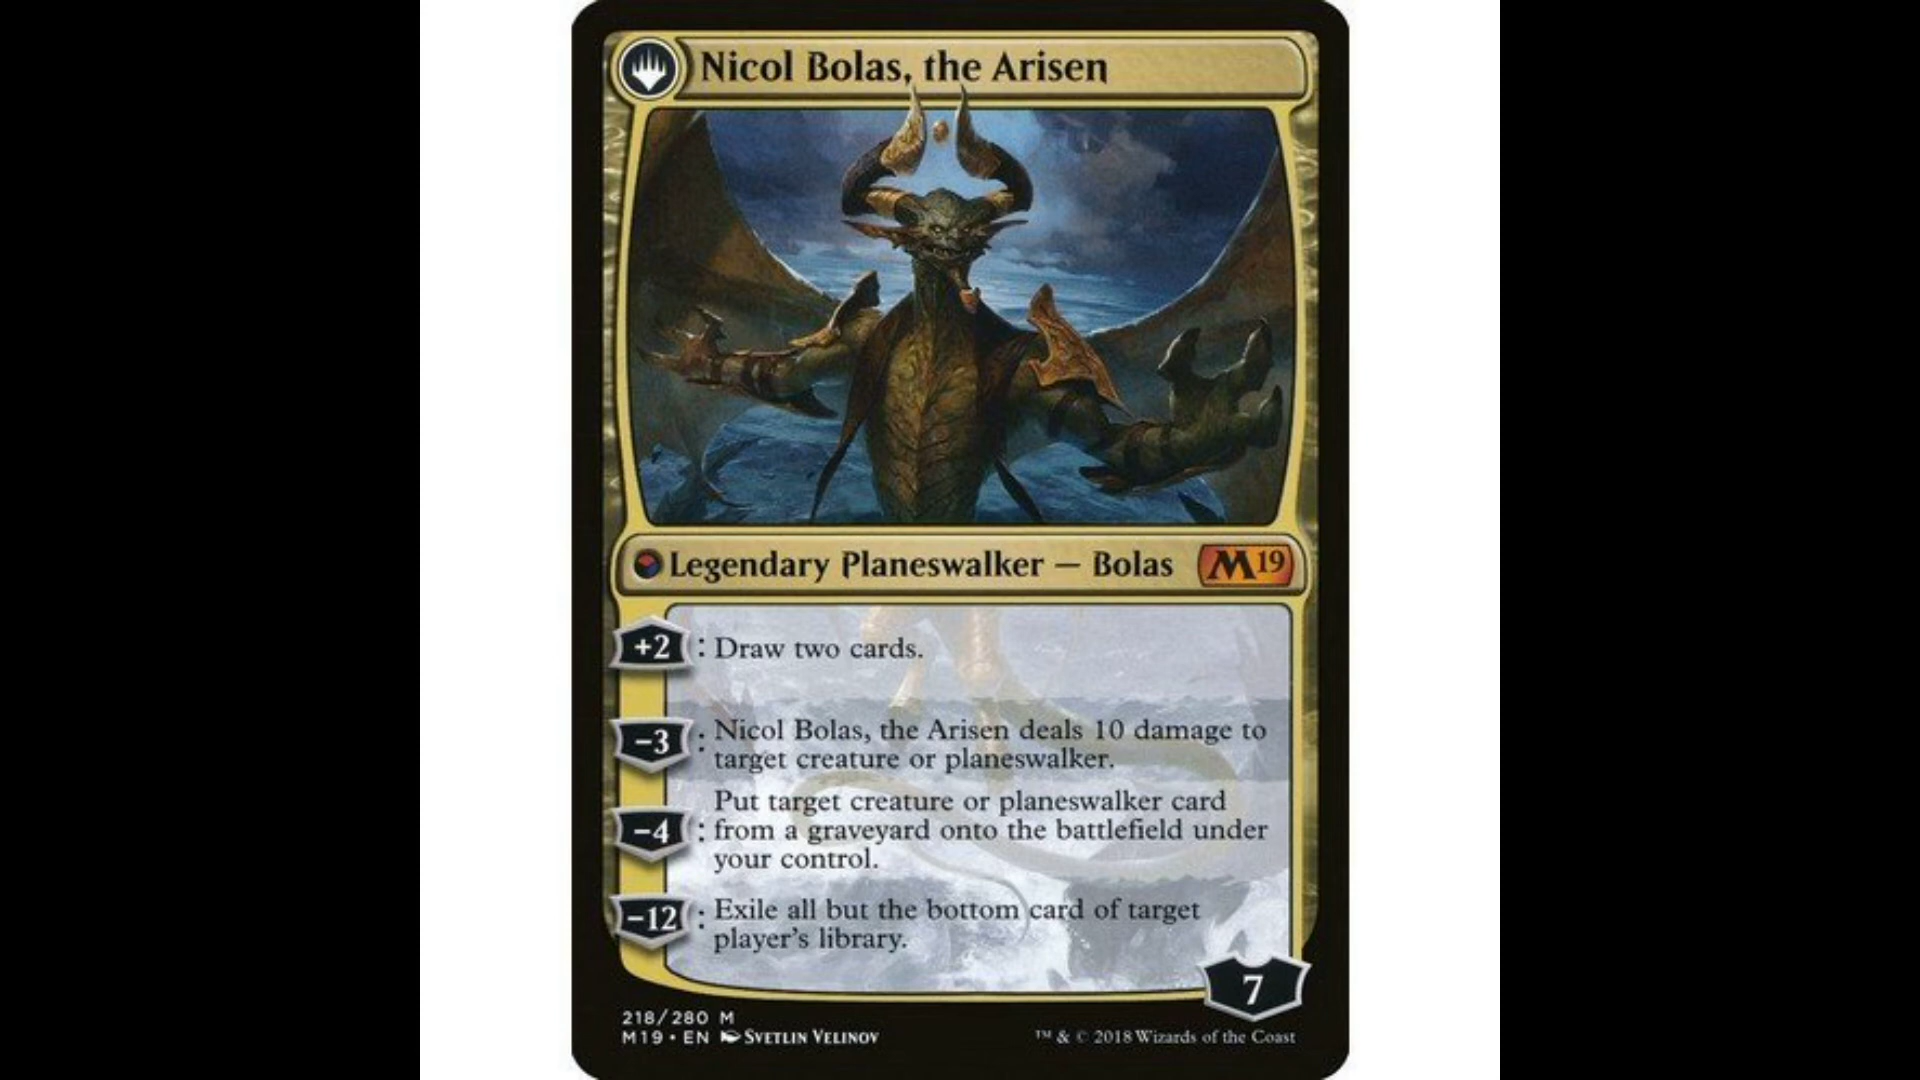 Nicol Bolas, the Arisen
Legendary Planeswalker — Bolas M19
+2 : Draw two cards.
−3 : Nicol Bolas, the Arisen deals 10 damage to
target creature or planeswalker.
−4 : Put target creature or planeswalker card
from a graveyard onto the battlefield under
your control.
−12 : Exile all but the bottom card of target
player's library.
7
218/280 M
M19 • EN SVETLIN VELINOV
™ & © 2018 Wizards of the Coast